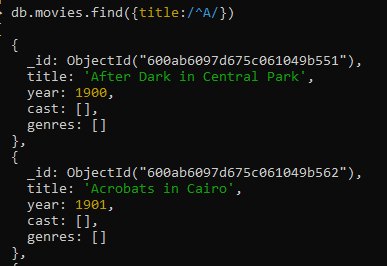 db.movies.find({title:/^A/})
{
_id: ObjectId("600ab6097d675c061049b551"),
title: 'After Dark in Central Park',
year: 1900,
cast: [],
genres: []
},
{
_id: ObjectId("600ab6097d675c061049b562"),
title: 'Acrobats in Cairo',
year: 1901,
cast: [],
genres: []
},